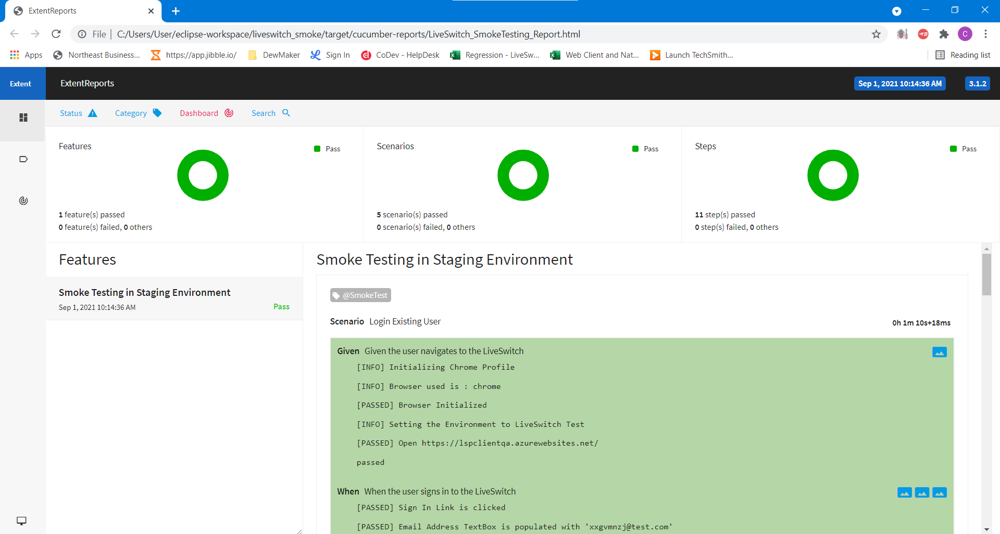 ExtentReports
File | C:/Users/User/eclipse-workspace/liveswitch_smoke/target/cucumber-reports/LiveSwitch_SmokeTesting_Report.html
C
Apps Northeast Business... https://app.jibble.io/ DewMaker Sign In CoDev - HelpDesk Regression - LiveSw... Web Client and Nat... Launch TechSmith... Reading list
Extent ExtentReports Sep 1, 2021 10:14:36 AM 3.1.2
Status Category Dashboard Search
Features Pass
1 feature(s) passed
0 feature(s) failed, 0 others
Scenarios Pass
5 scenario(s) passed
0 scenario(s) failed, 0 others
Steps Pass
11 step(s) passed
0 step(s) failed, 0 others
Features
Smoke Testing in Staging Environment
Sep 1, 2021 10:14:36 AM Pass
Smoke Testing in Staging Environment
@SmokeTest
Scenario Login Existing User 0h 1m 10s+18ms
Given Given the user navigates to the LiveSwitch
[INFO] Initializing Chrome Profile
[INFO] Browser used is : chrome
[PASSED] Browser Initialized
[INFO] Setting the Environment to LiveSwitch Test
[PASSED] Open https://lspclientqa.azurewebsites.net/
passed
When When the user signs in to the LiveSwitch
[PASSED] Sign In Link is clicked
[PASSED] Email Address TextBox is populated with 'xxgvmnzj@test.com'